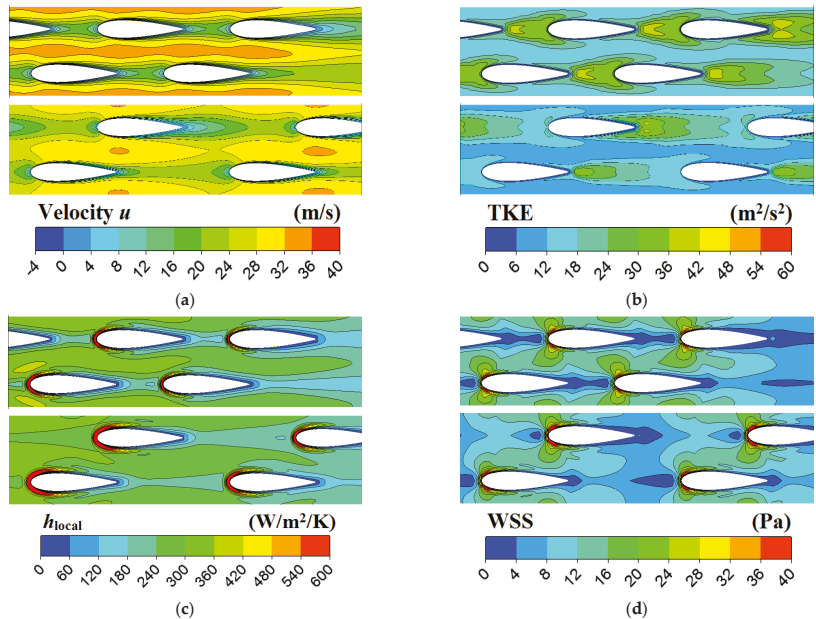 Velocity u (m/s)
-4 0 4 8 12 16 20 24 28 32 36 40
(a)
TKE (m²/s²)
0 6 12 18 24 30 36 42 48 54 60
(b)
h_local (W/m²/K)
0 60 120 180 240 300 360 420 480 540 600
(c)
WSS (Pa)
0 4 8 12 16 20 24 28 32 36 40
(d)